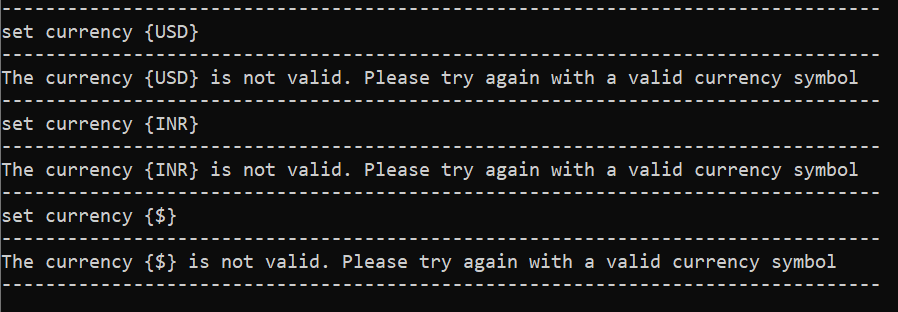 --------------------------------------------------------------------------------
set currency {USD}
--------------------------------------------------------------------------------
The currency {USD} is not valid. Please try again with a valid currency symbol
--------------------------------------------------------------------------------
set currency {INR}
--------------------------------------------------------------------------------
The currency {INR} is not valid. Please try again with a valid currency symbol
--------------------------------------------------------------------------------
set currency {$}
--------------------------------------------------------------------------------
The currency {$} is not valid. Please try again with a valid currency symbol
--------------------------------------------------------------------------------